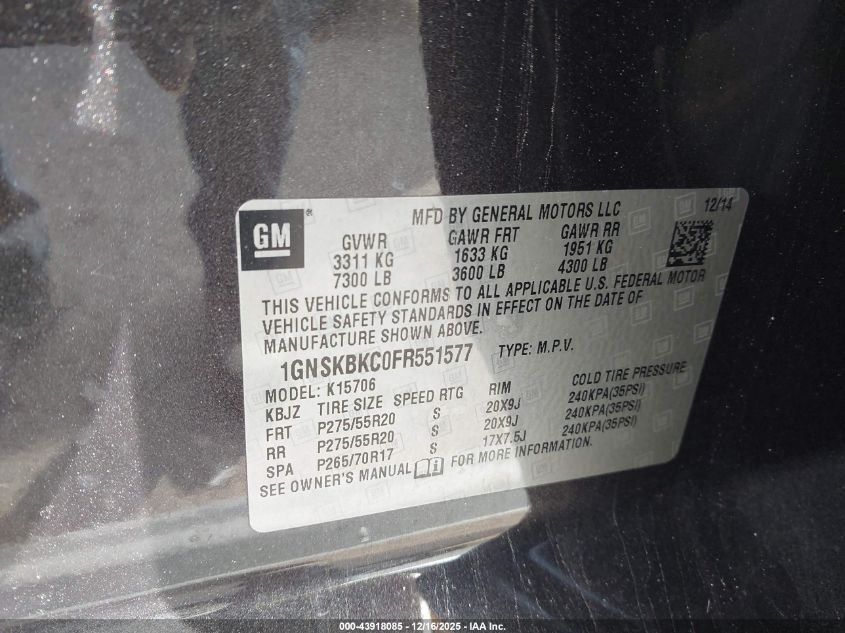 GM®
MFD BY GENERAL MOTORS LLC 12/14
GVWR GAWR FRT GAWR RR
3311 KG 1633 KG 1951 KG
7300 LB 3600 LB 4300 LB
THIS VEHICLE CONFORMS TO ALL APPLICABLE U.S. FEDERAL MOTOR
VEHICLE SAFETY STANDARDS IN EFFECT ON THE DATE OF
MANUFACTURE SHOWN ABOVE.
1GNSKBKC0FR551577 TYPE: M.P.V.
MODEL: K15706
KBJZ TIRE SIZE SPEED RTG RIM COLD TIRE PRESSURE
FRT P275/55R20 S 20X9J 240KPA(35PSI)
RR P275/55R20 S 20X9J 240KPA(35PSI)
SPA P265/70R17 S 17X7.5J 240KPA(35PSI)
SEE OWNER'S MANUAL FOR MORE INFORMATION.
000-43918085 - 12/16/2025 - IAA Inc.